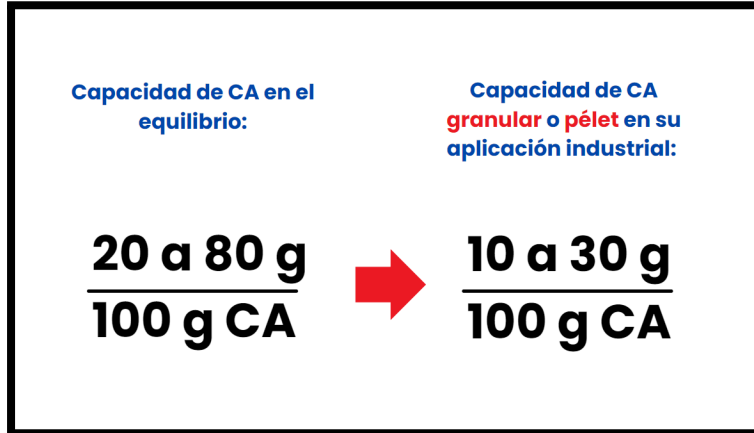 Capacidad de CA en el
equilibrio:
20 a 80 g
100 g CA
Capacidad de CA
granular o pélet en su
aplicación industrial:
10 a 30 g
100 g CA